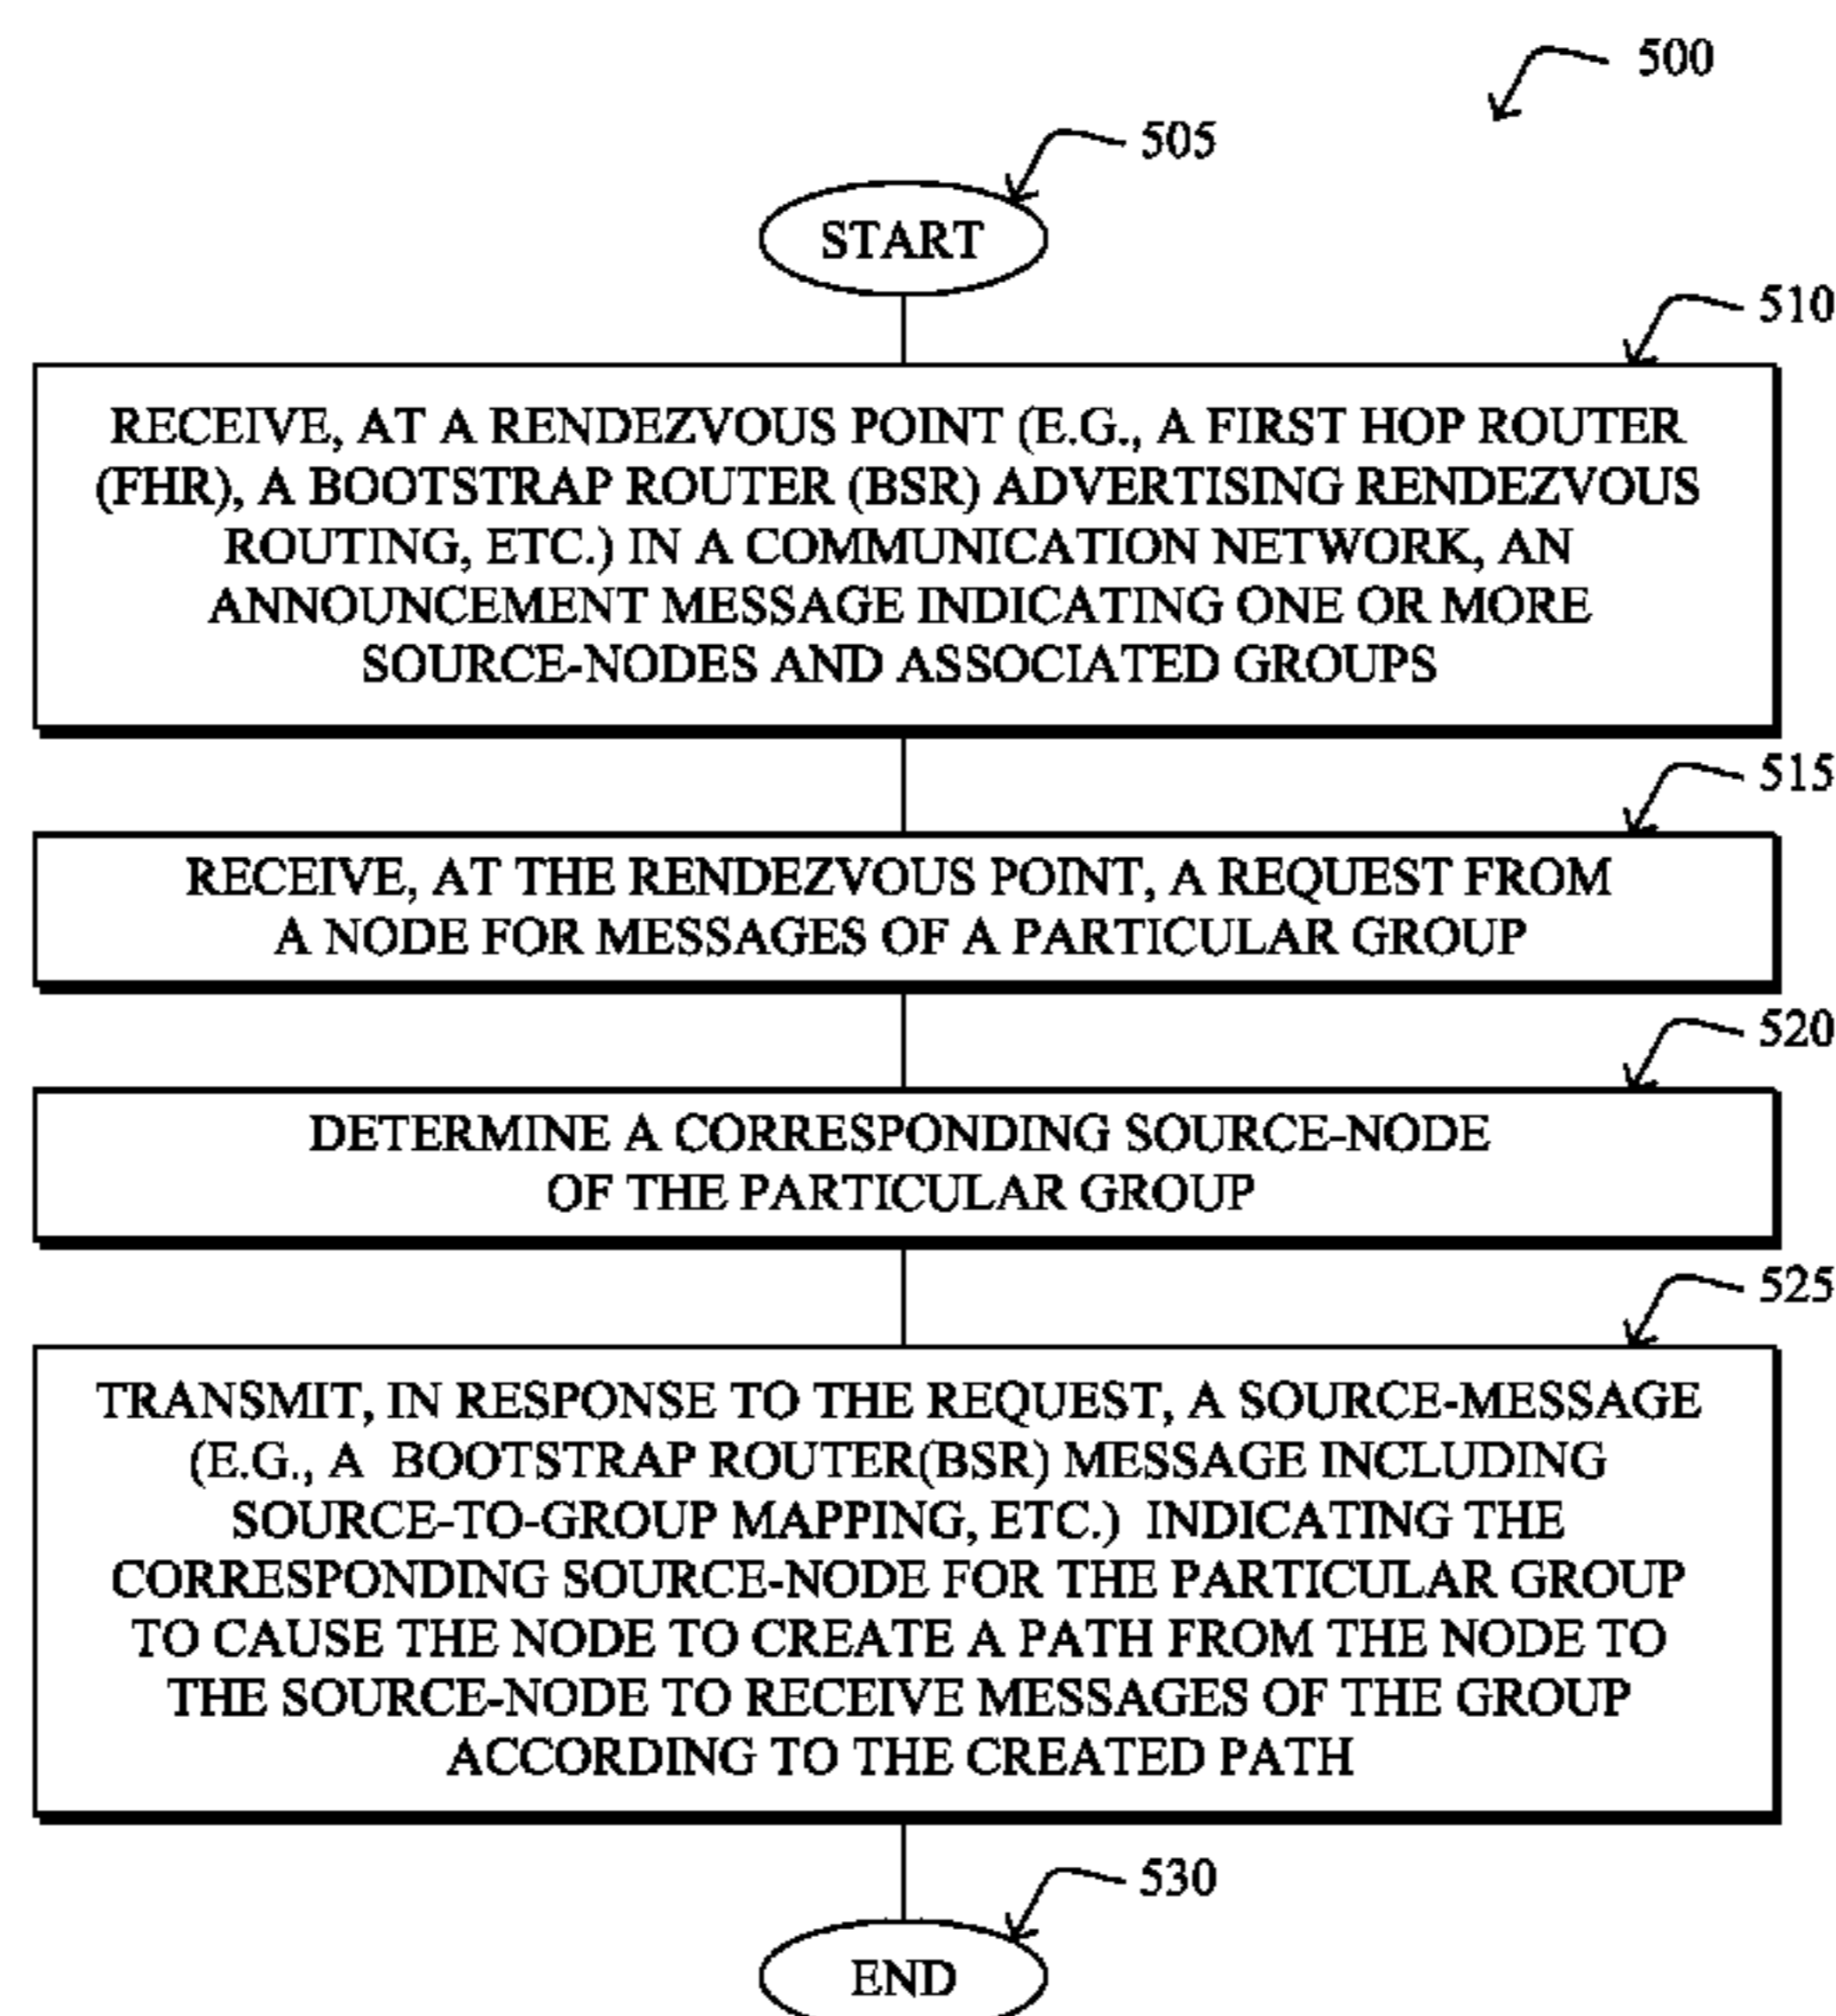 500
505
START
510
RECEIVE, AT A RENDEZVOUS POINT (E.G., A FIRST HOP ROUTER
(FHR), A BOOTSTRAP ROUTER (BSR) ADVERTISING RENDEZVOUS
ROUTING, ETC.) IN A COMMUNICATION NETWORK, AN
ANNOUNCEMENT MESSAGE INDICATING ONE OR MORE
SOURCE-NODES AND ASSOCIATED GROUPS
515
RECEIVE, AT THE RENDEZVOUS POINT, A REQUEST FROM
A NODE FOR MESSAGES OF A PARTICULAR GROUP
520
DETERMINE A CORRESPONDING SOURCE-NODE
OF THE PARTICULAR GROUP
525
TRANSMIT, IN RESPONSE TO THE REQUEST, A SOURCE-MESSAGE
(E.G., A BOOTSTRAP ROUTER(BSR) MESSAGE INCLUDING
SOURCE-TO-GROUP MAPPING, ETC.) INDICATING THE
CORRESPONDING SOURCE-NODE FOR THE PARTICULAR GROUP
TO CAUSE THE NODE TO CREATE A PATH FROM THE NODE TO
THE SOURCE-NODE TO RECEIVE MESSAGES OF THE GROUP
ACCORDING TO THE CREATED PATH
530
END